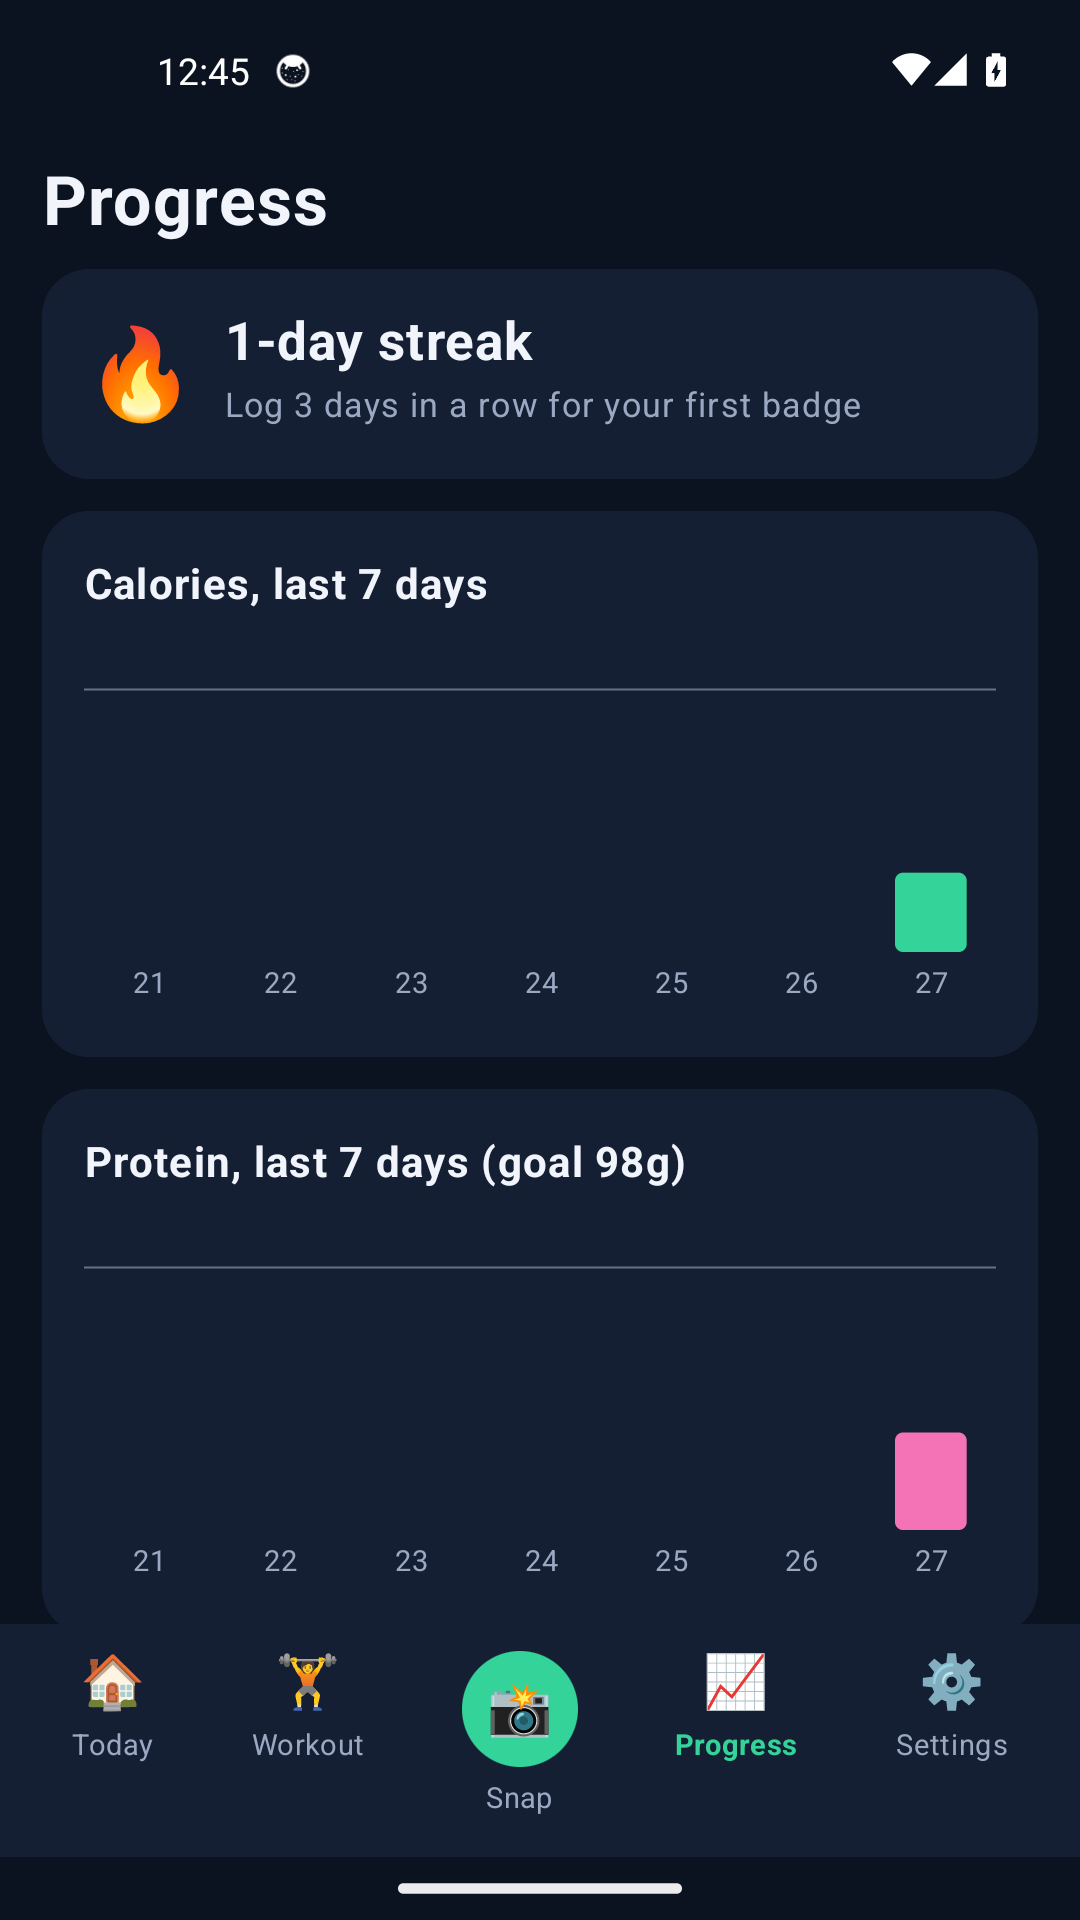 12:45
Progress
1-day streak
Log 3 days in a row for your first badge
Calories, last 7 days
21 22 23 24 25 26 27
Protein, last 7 days (goal 98g)
21 22 23 24 25 26 27
Today Workout Snap Progress Settings